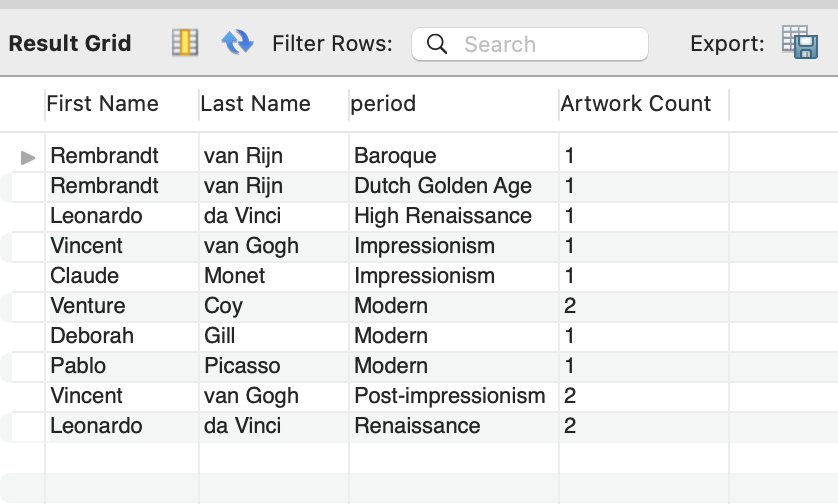 Result Grid Filter Rows: Search Export:
First Name Last Name period Artwork Count
Rembrandt van Rijn Baroque 1
Rembrandt van Rijn Dutch Golden Age 1
Leonardo da Vinci High Renaissance 1
Vincent van Gogh Impressionism 1
Claude Monet Impressionism 1
Venture Coy Modern 2
Deborah Gill Modern 1
Pablo Picasso Modern 1
Vincent van Gogh Post-impressionism 2
Leonardo da Vinci Renaissance 2